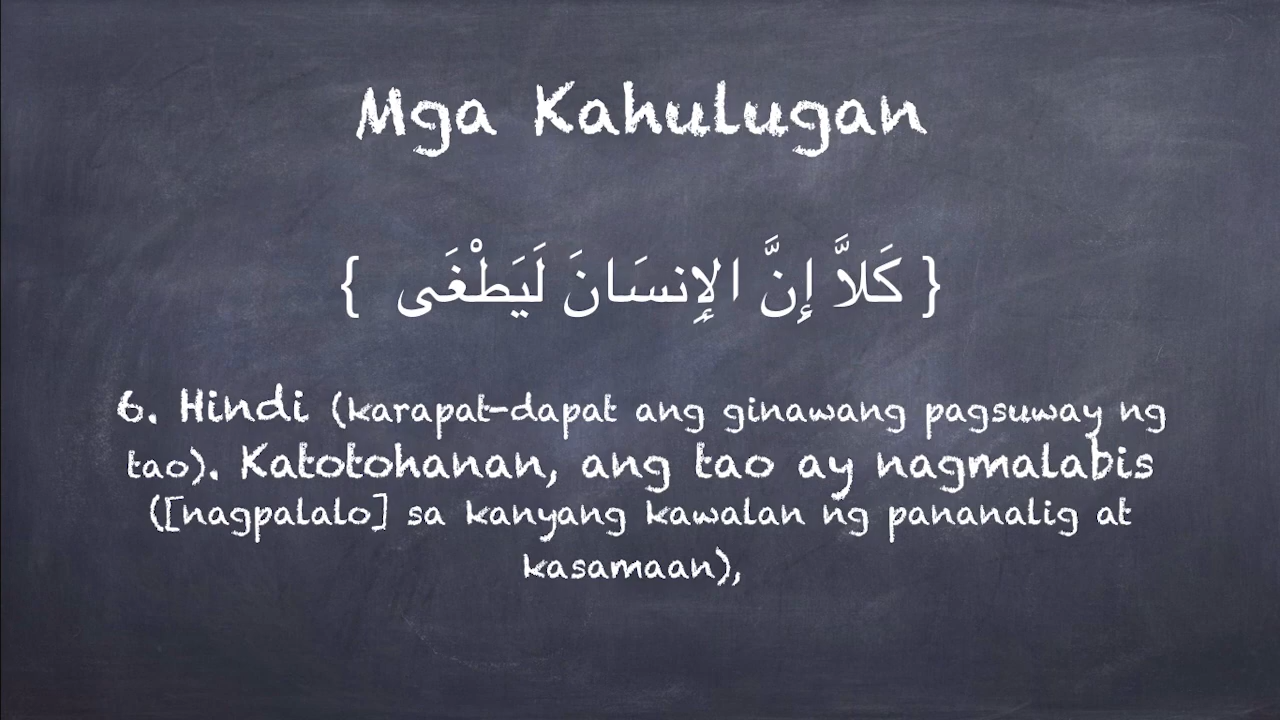 Mga Kahulugan
{ كَلاَّ إِنَّ الإِنسَانَ لَيَطْغَى }
6. Hindi (karapat-dapat ang ginawang pagsuway ng
tao). Katotohanan, ang tao ay nagmalabis
([nagpalalo] sa kanyang kawalan ng pananalig at
kasamaan),